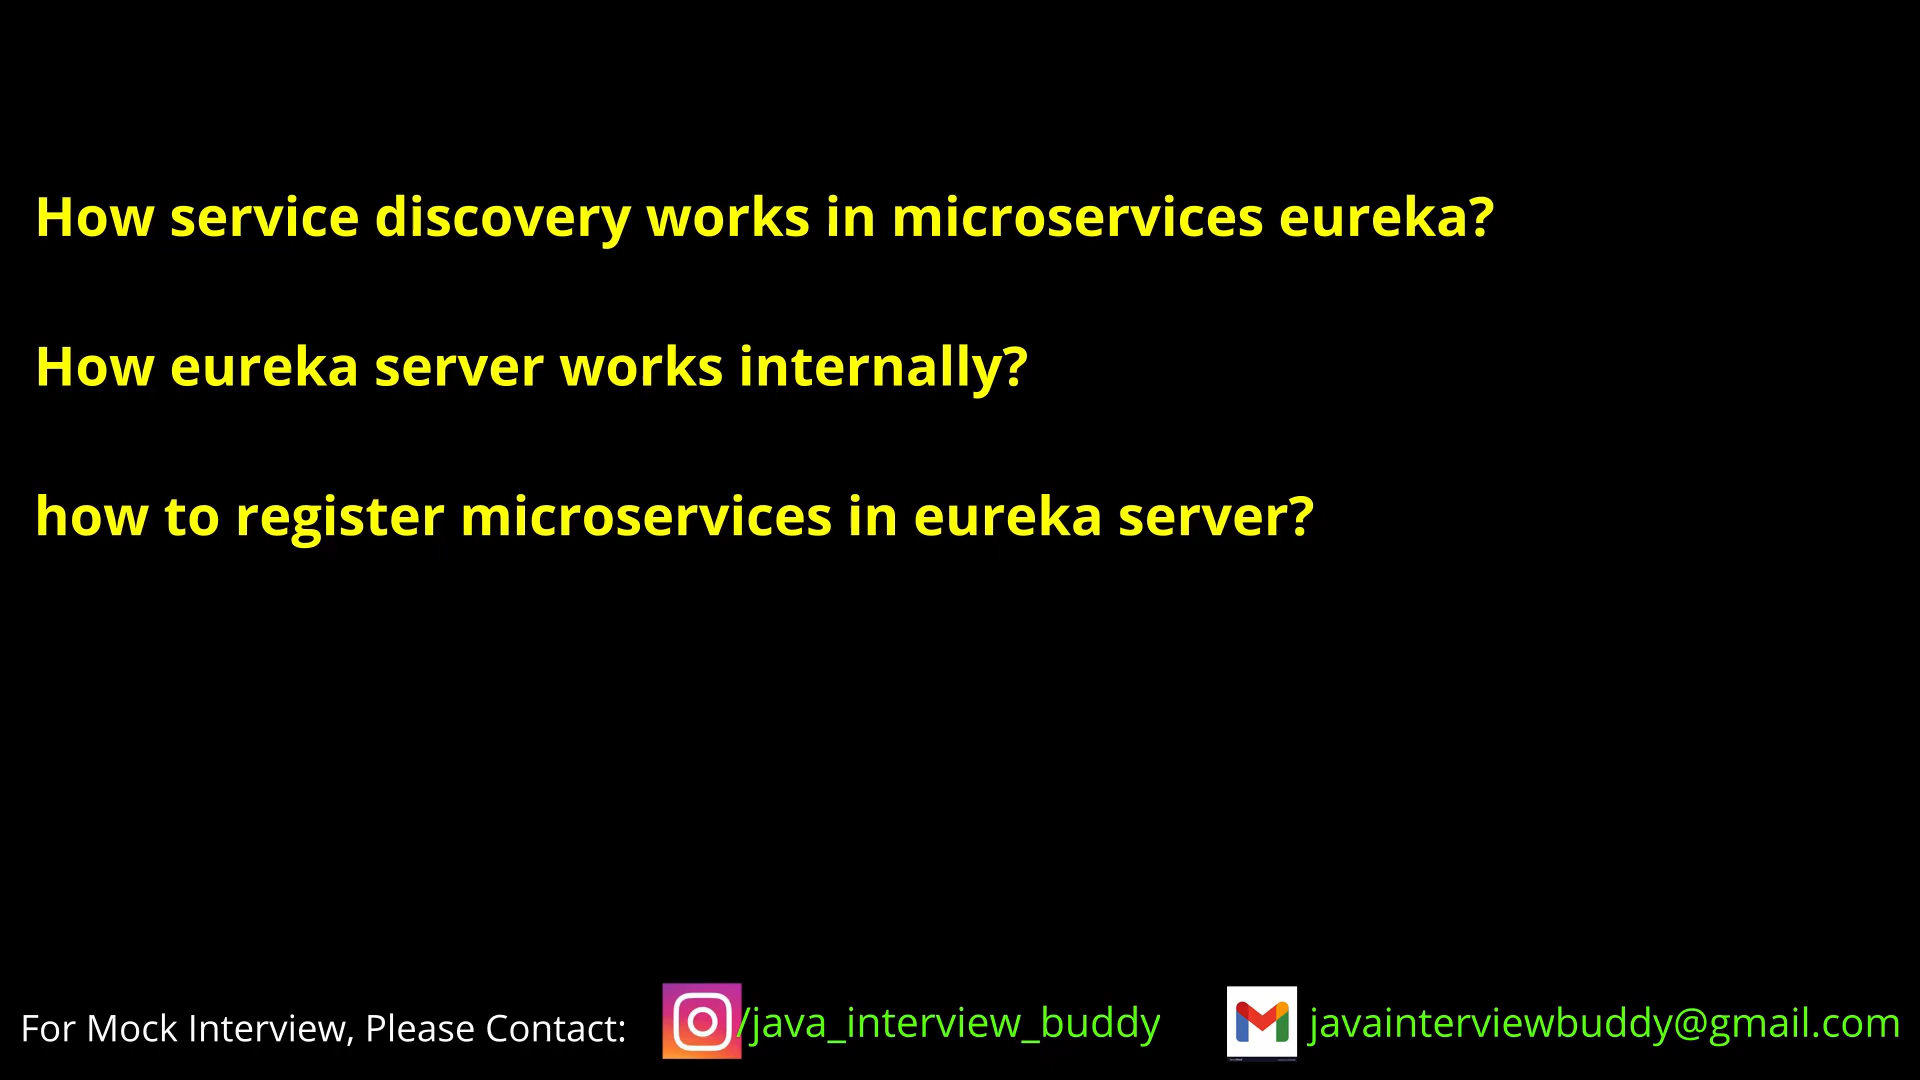 How service discovery works in microservices eureka?
How eureka server works internally?
how to register microservices in eureka server?
For Mock Interview, Please Contact: /java_interview_buddy javainterviewbuddy@gmail.com